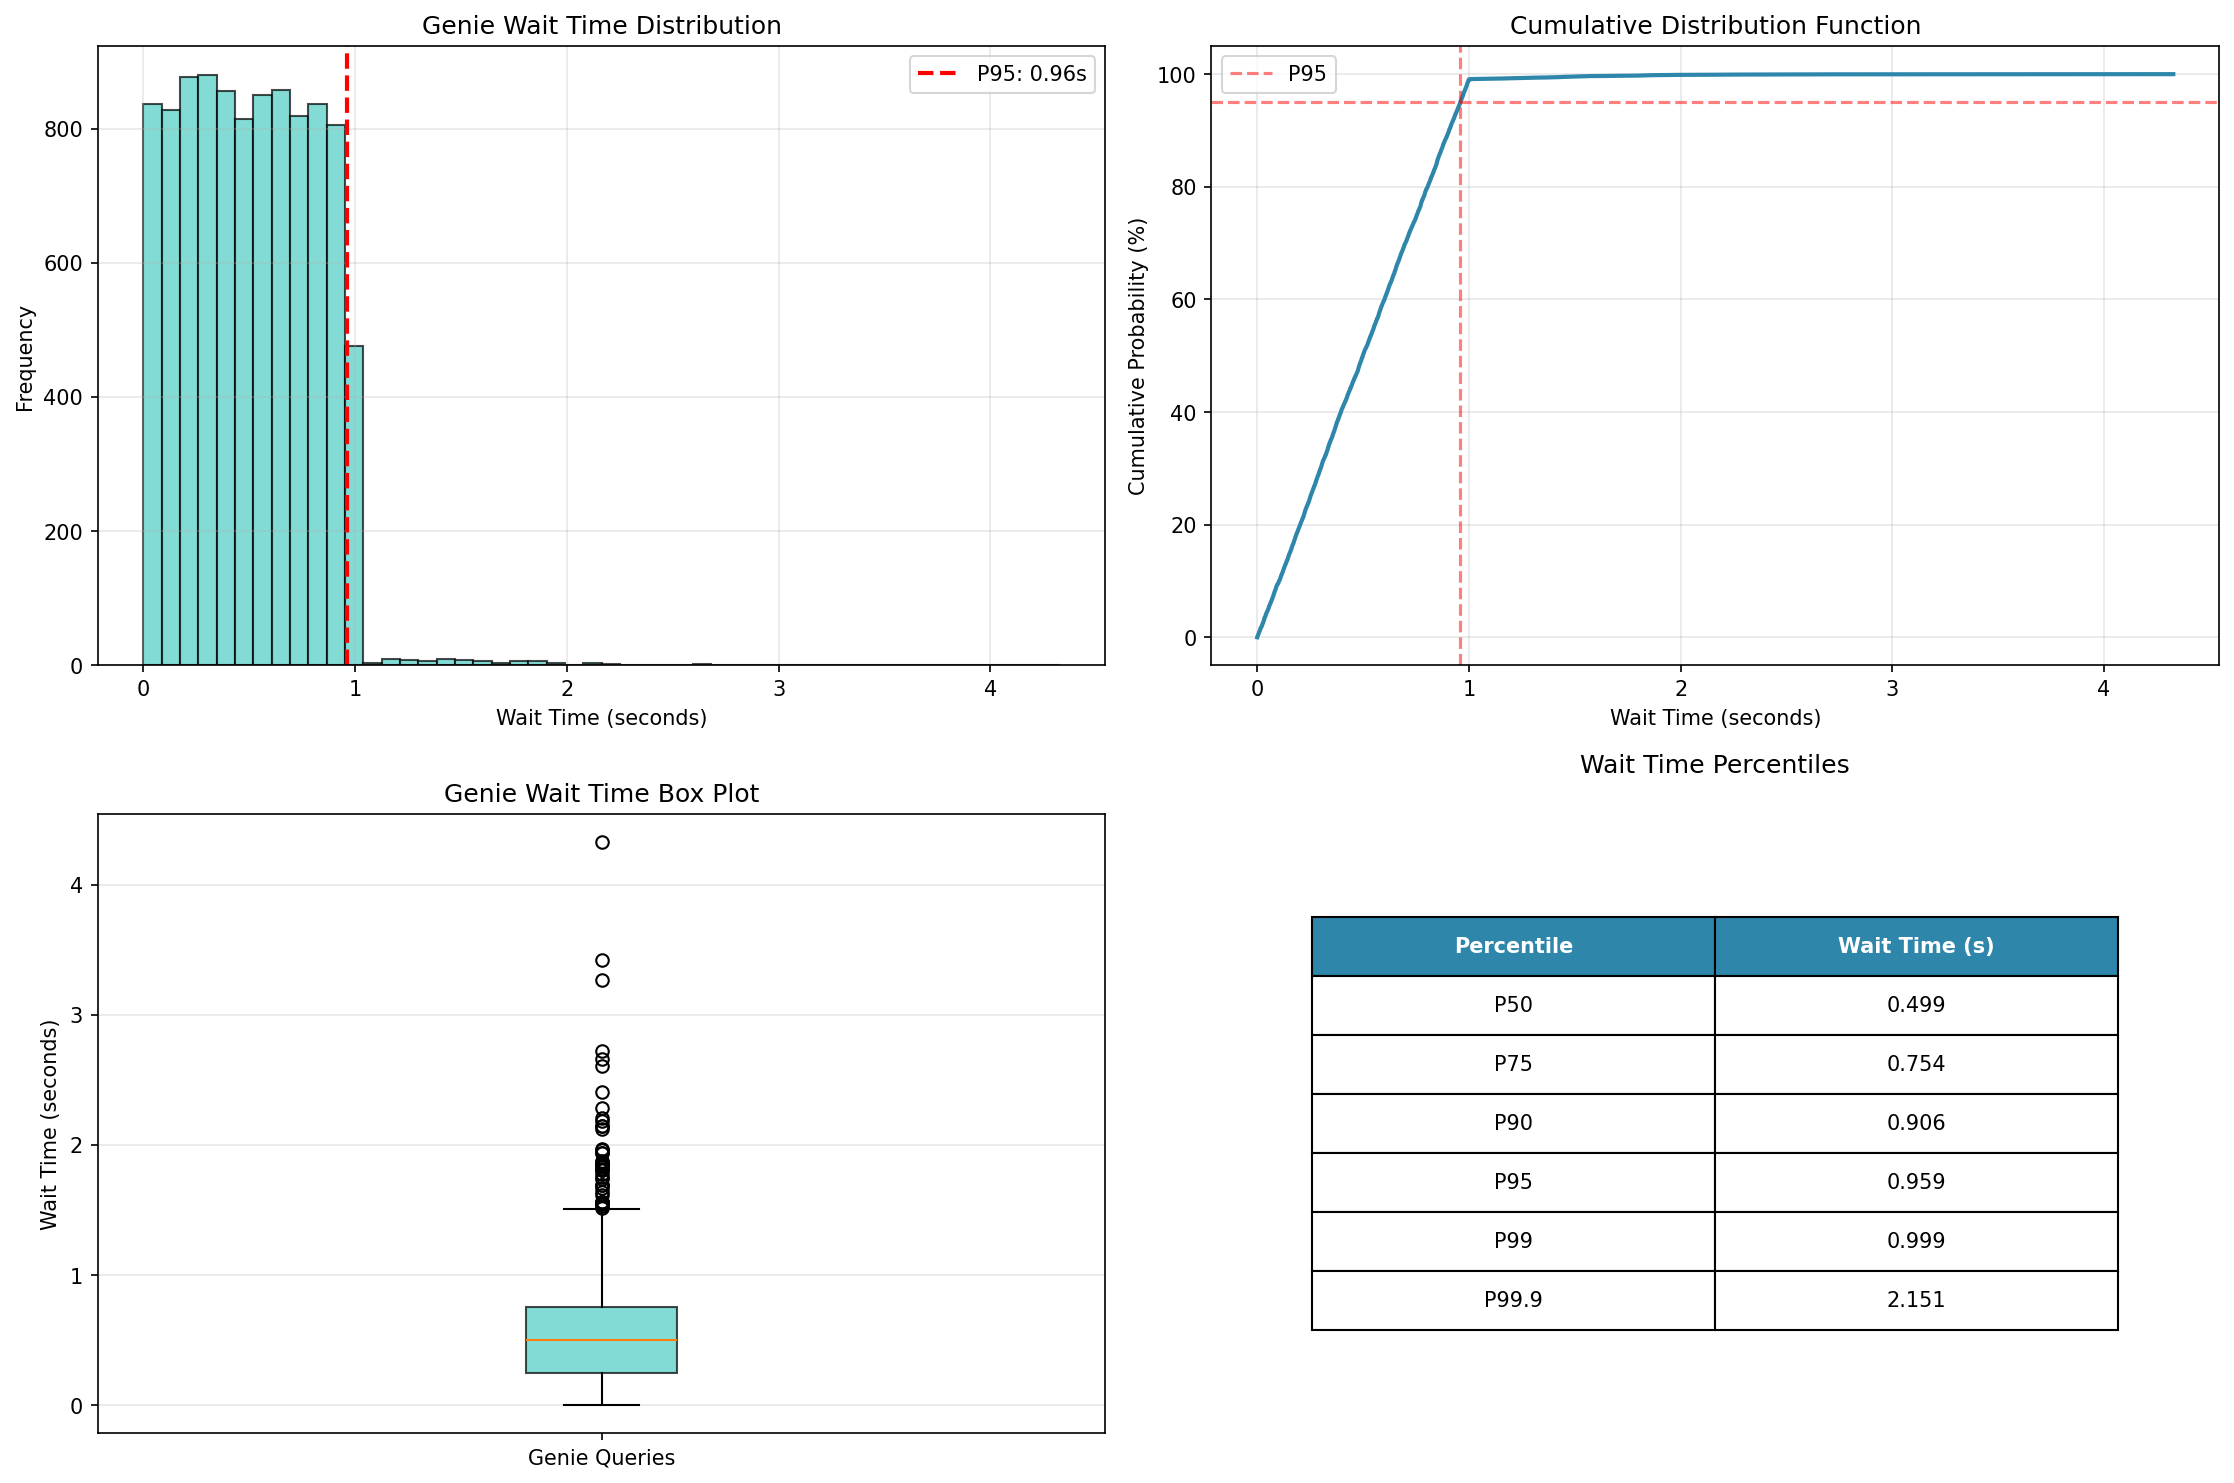 Genie Wait Time Distribution
P95: 0.96s
Frequency
800
600
400
200
0
0 1 2 3 4
Wait Time (seconds)
Cumulative Distribution Function
P95
Cumulative Probability (%)
100
80
60
40
20
0
0 1 2 3 4
Wait Time (seconds)
Genie Wait Time Box Plot
Wait Time (seconds)
4
3
2
1
0
Genie Queries
Wait Time Percentiles
Percentile Wait Time (s)
P50 0.499
P75 0.754
P90 0.906
P95 0.959
P99 0.999
P99.9 2.151